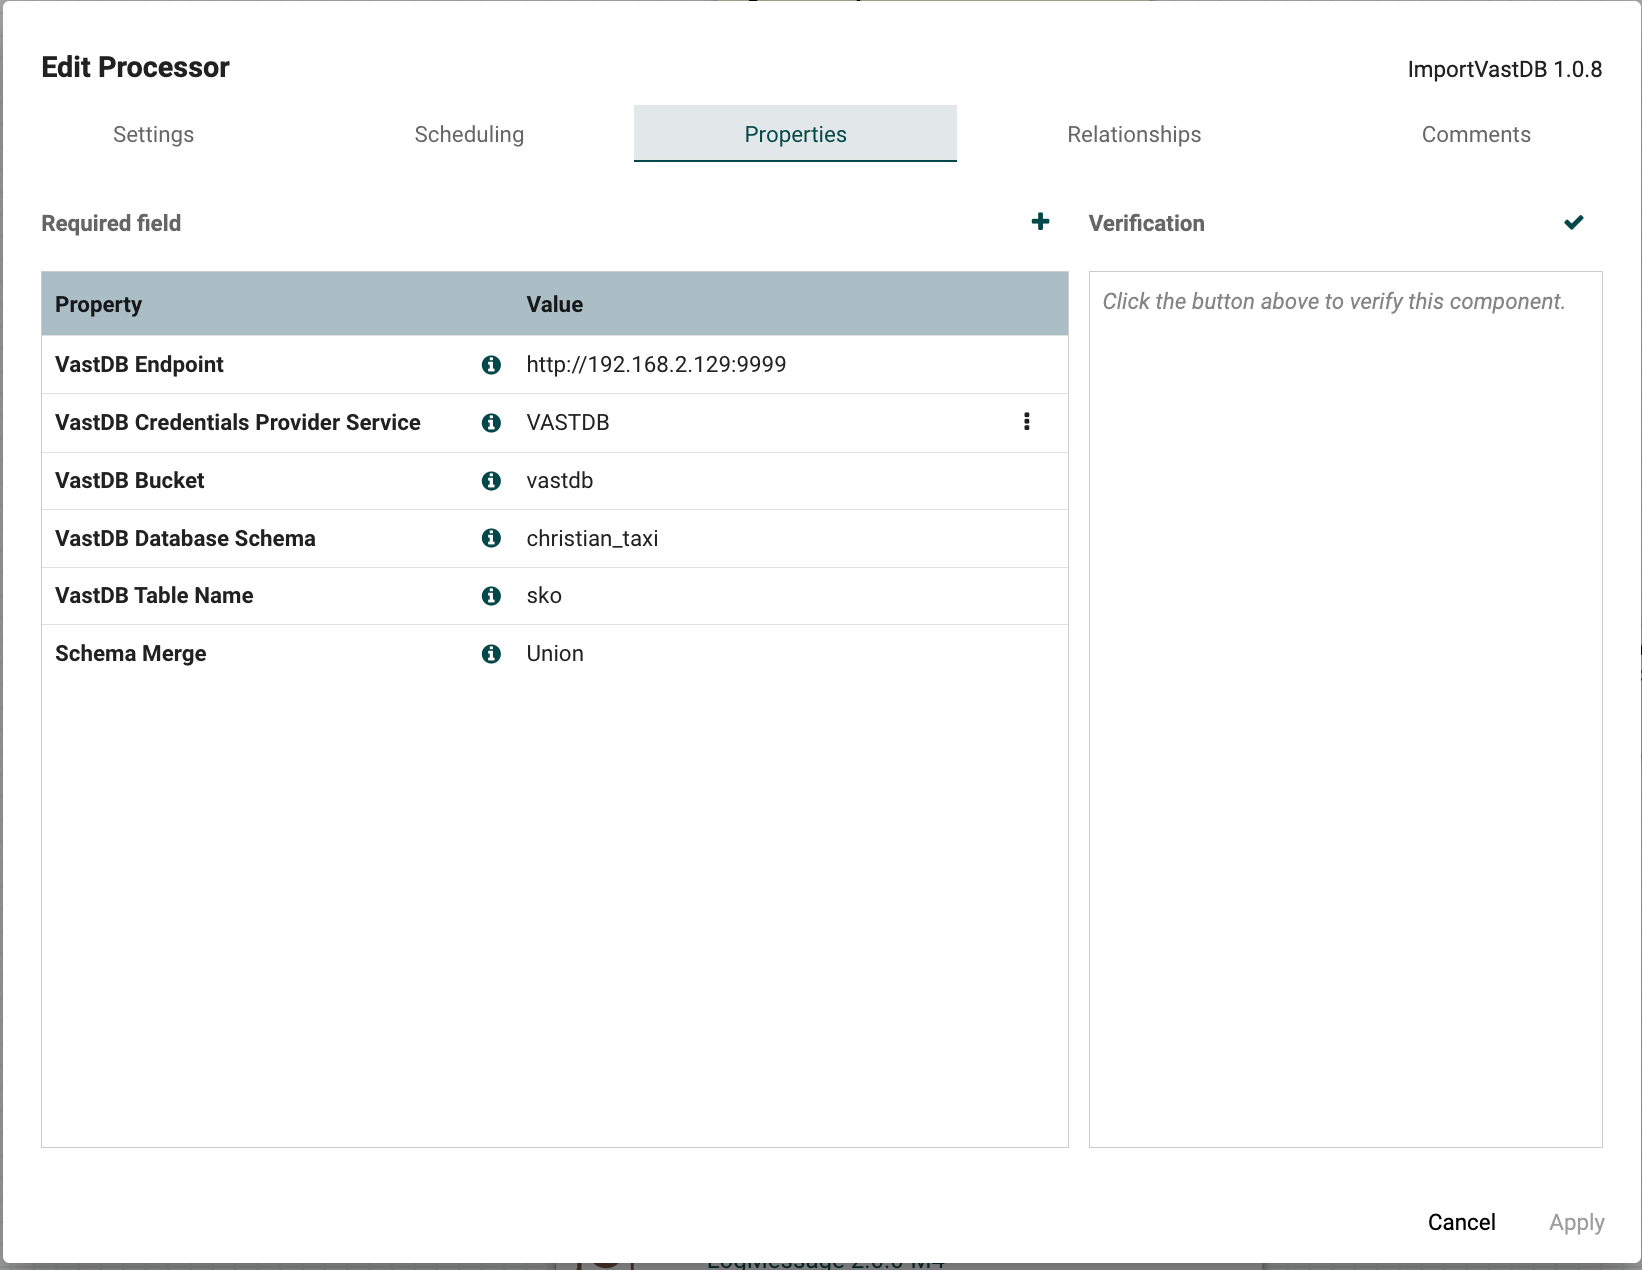 Edit Processor
ImportVastDB 1.0.8
Settings
Scheduling
Properties
Relationships
Comments
Required field
Verification
Property Value
Click the button above to verify this component.
VastDB Endpoint http://192.168.2.129:9999
VastDB Credentials Provider Service VASTDB
VastDB Bucket vastdb
VastDB Database Schema christian_taxi
VastDB Table Name sko
Schema Merge Union
Cancel
Apply